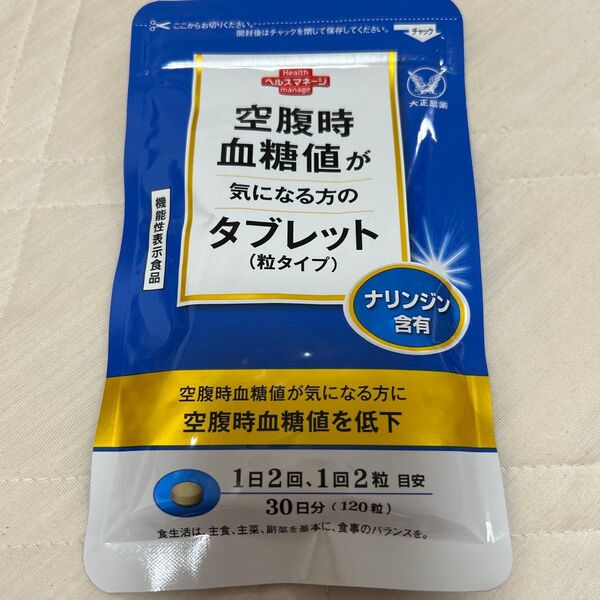 ここからお切りください。
開封後はチャックを閉じて保存してください。
チャック
Health
ヘルスマネージ
manage
大正製薬
空腹時
血糖値が
気になる方の
タブレット
(粒タイプ)
機能性表示食品
ナリンジン
含有
空腹時血糖値が気になる方に
空腹時血糖値を低下
1日2回、1回2粒 目安
30日分(120粒)
食生活は、主食、主菜、副菜を基本に、食事のバランスを。